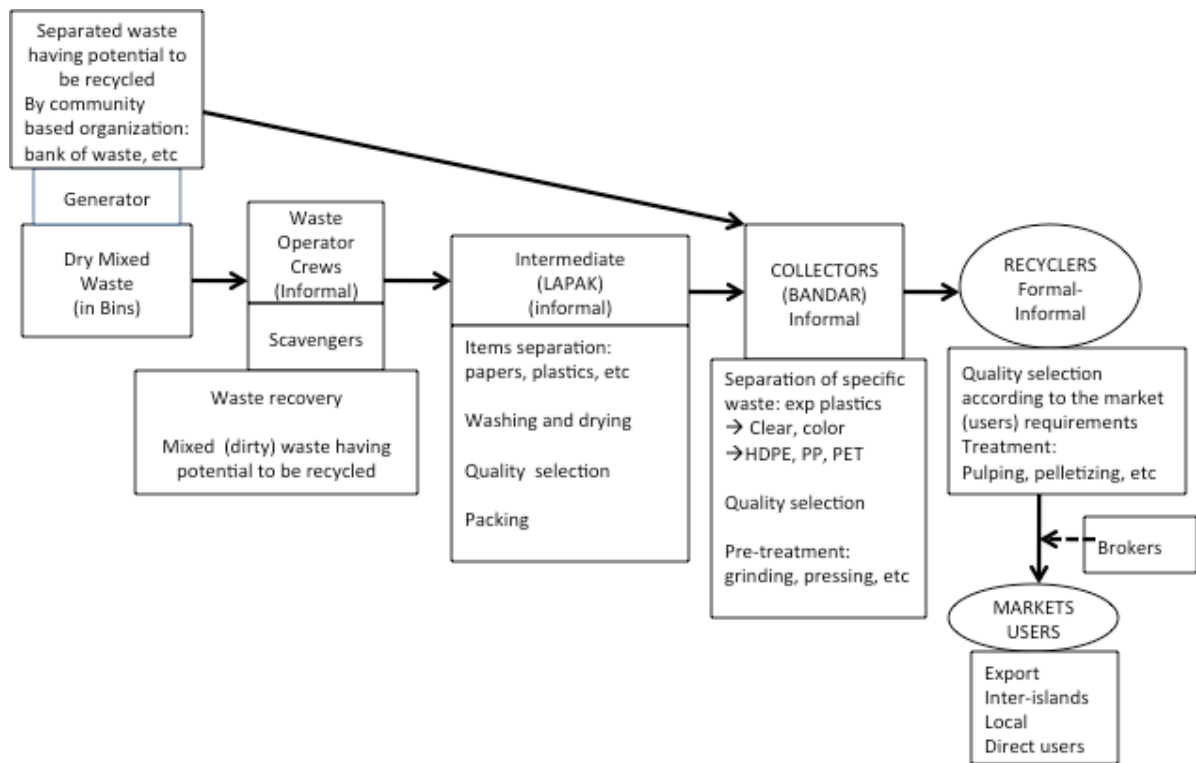 Separated waste
having potential to
be recycled
By community
based organization:
bank of waste, etc
Generator
Dry Mixed
Waste
(in Bins)
Waste
Operator
Crews
(Informal)
Scavengers
Waste recovery
Mixed (dirty) waste having
potential to be recycled
Intermediate
(LAPAK)
(informal)
Items separation:
papers, plastics, etc
Washing and drying
Quality selection
Packing
COLLECTORS
(BANDAR)
Informal
Separation of specific
waste: exp plastics
→ Clear, color
→HDPE, PP, PET
Quality selection
Pre-treatment:
grinding, pressing, etc
RECYCLERS
Formal-
Informal
Quality selection
according to the market
(users) requirements
Treatment:
Pulping, pelletizing, etc
Brokers
MARKETS
USERS
Export
Inter-islands
Local
Direct users